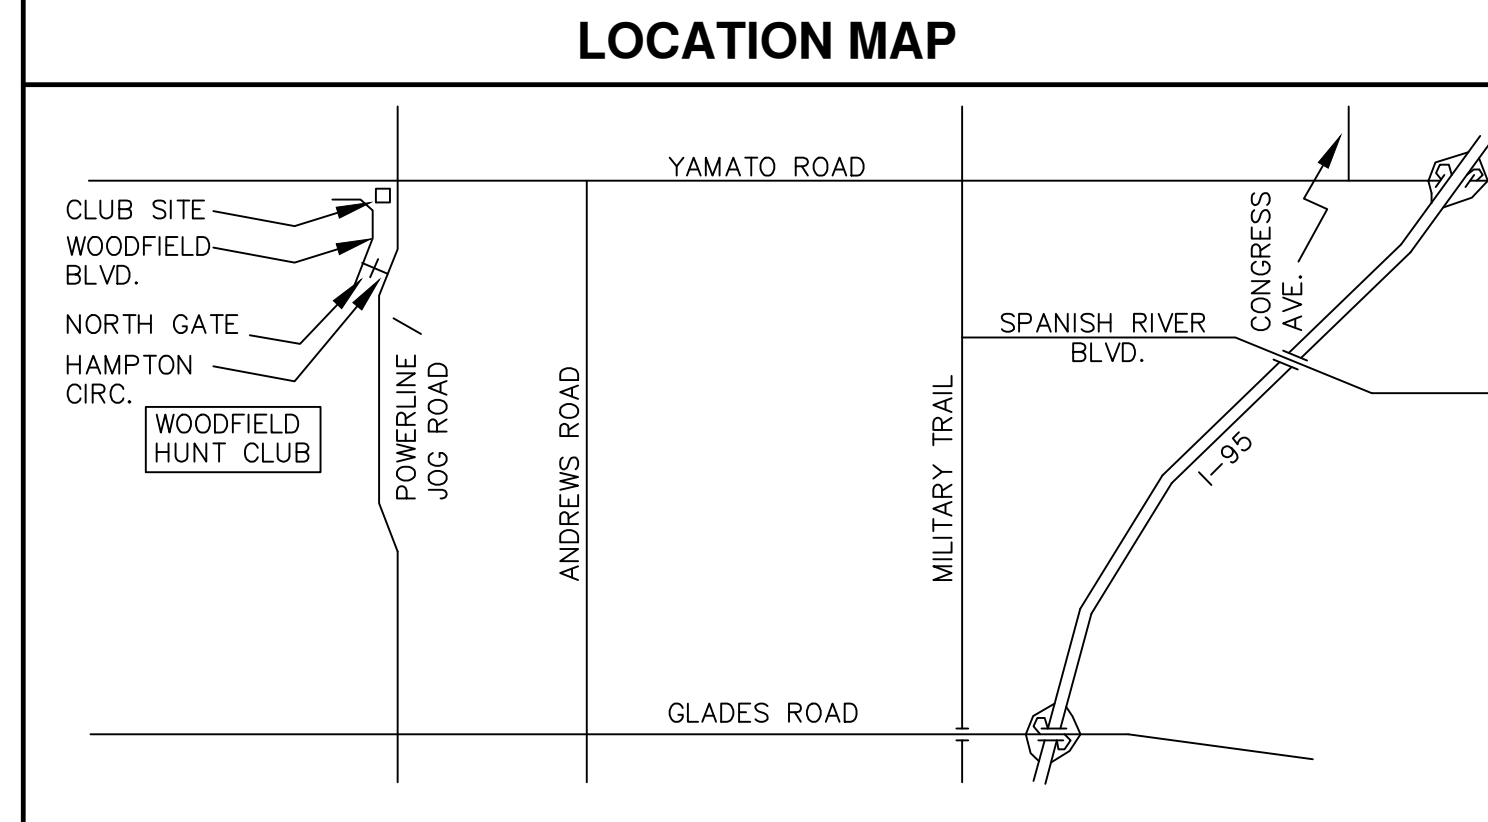 LOCATION MAP
YAMATO ROAD
CLUB SITE
WOODFIELD
BLVD.
NORTH GATE
HAMPTON
CIRC.
WOODFIELD
HUNT CLUB
POWERLINE
JOG ROAD
ANDREWS ROAD
MILITARY TRAIL
SPANISH RIVER
BLVD.
CONGRESS
AVE.
I-95
GLADES ROAD